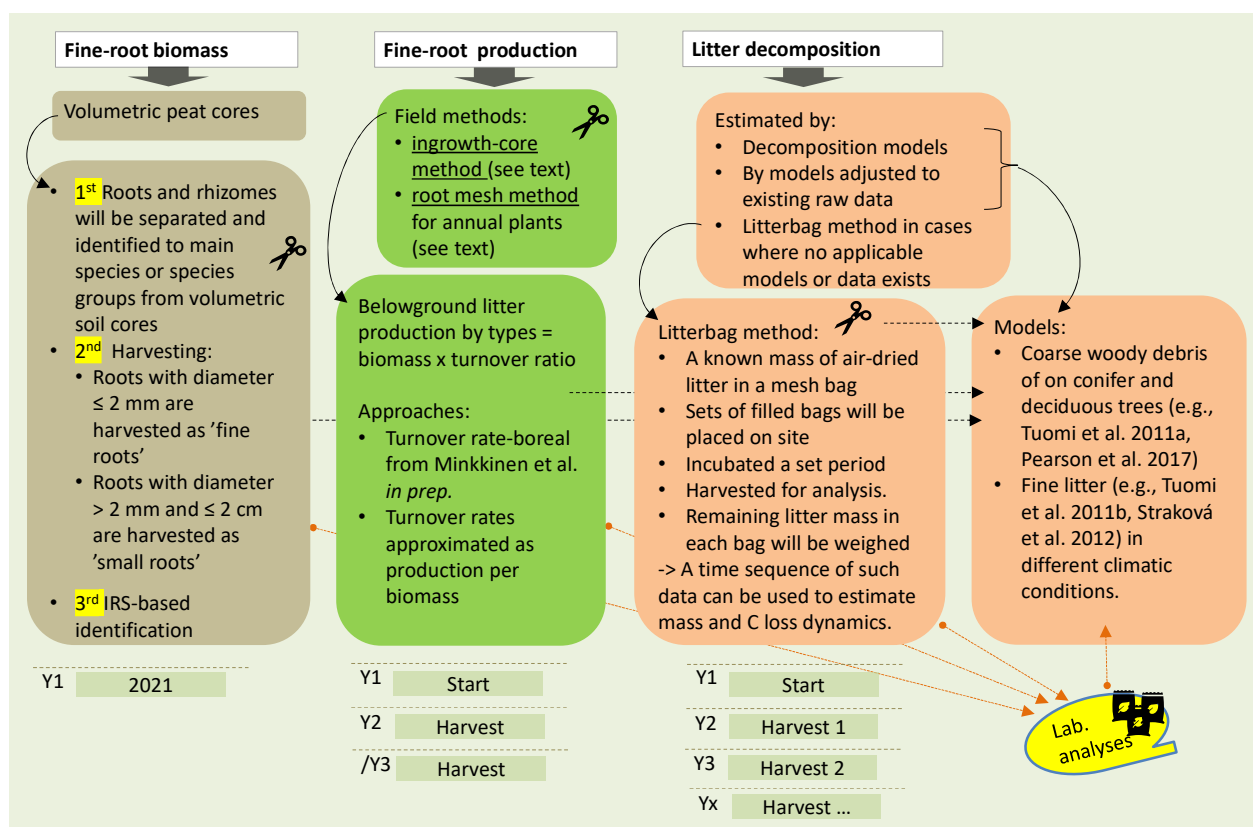 Fine-root biomass
Volumetric peat cores
• 1st Roots and rhizomes
will be separated and
identified to main
species or species
groups from volumetric
soil cores
• 2nd Harvesting:
• Roots with diameter
≤ 2 mm are
harvested as ’fine
roots’
• Roots with diameter
> 2 mm and ≤ 2 cm
are harvested as
’small roots’
• 3rd IRS-based
identification
Y1 2021
Fine-root production
Field methods:
• ingrowth-core
method (see text)
• root mesh method
for annual plants
(see text)
Belowground litter
production by types =
biomass x turnover ratio
Approaches:
• Turnover rate-boreal
from Minkkinen et al.
in prep.
• Turnover rates
approximated as
production per
biomass
Y1 Start
Y2 Harvest
/Y3 Harvest
Litter decomposition
Estimated by:
• Decomposition models
• By models adjusted to
existing raw data
• Litterbag method in cases
where no applicable
models or data exists
Litterbag method:
• A known mass of air-dried
litter in a mesh bag
• Sets of filled bags will be
placed on site
• Incubated a set period
• Harvested for analysis.
• Remaining litter mass in
each bag will be weighed
-> A time sequence of such
data can be used to estimate
mass and C loss dynamics.
Y1 Start
Y2 Harvest 1
Y3 Harvest 2
Yx Harvest ...
Models:
• Coarse woody debris
of on conifer and
deciduous trees (e.g.,
Tuomi et al. 2011a,
Pearson et al. 2017)
• Fine litter (e.g., Tuomi
et al. 2011b, Straková
et al. 2012) in
different climatic
conditions.
Lab.
analyses